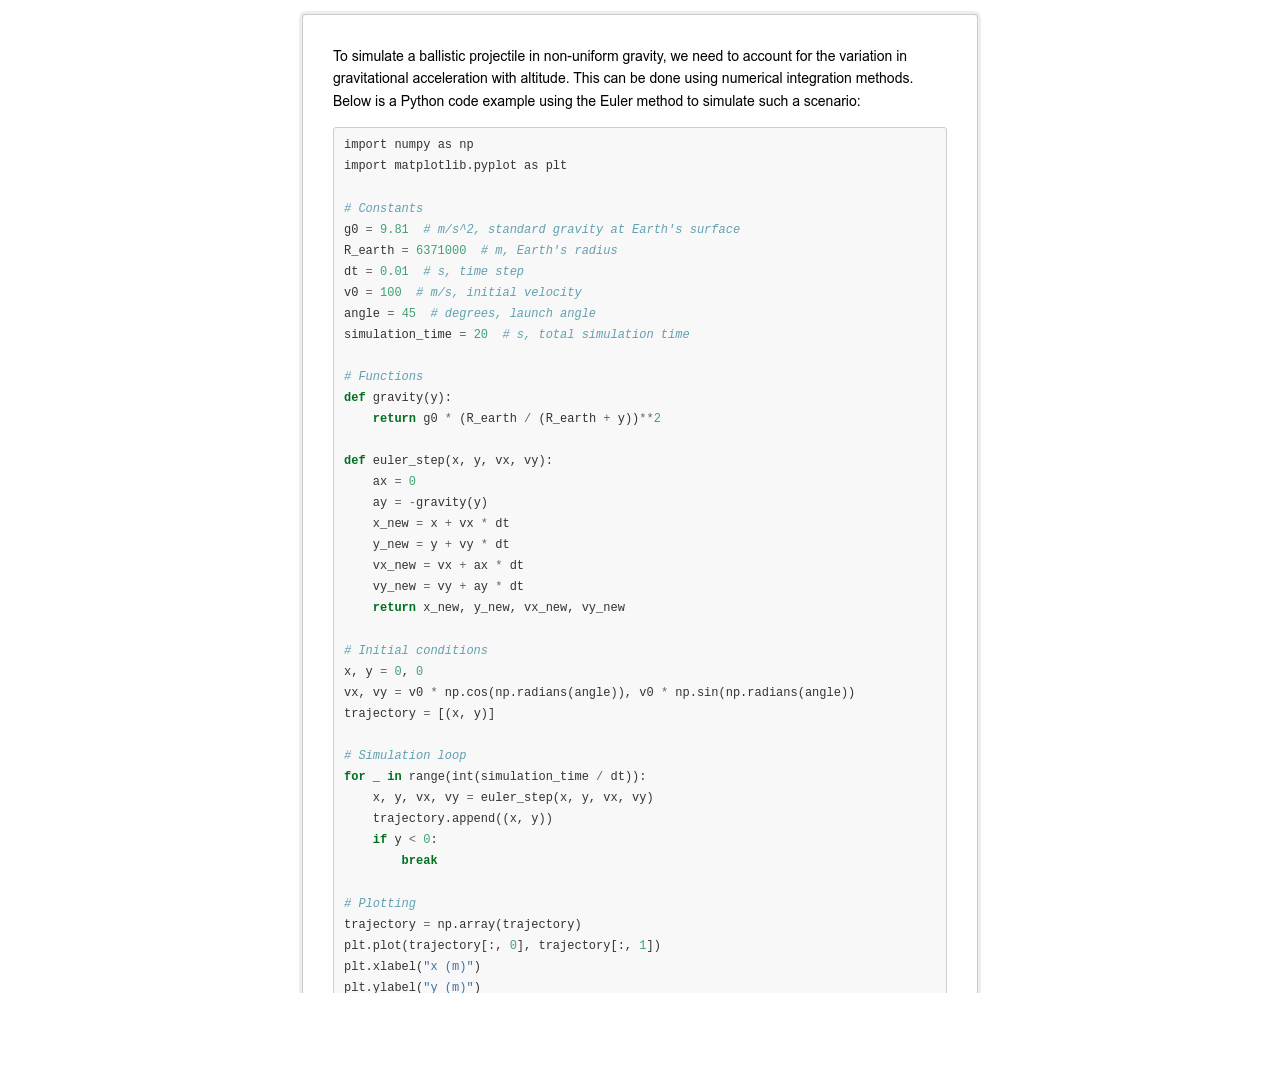 To simulate a ballistic projectile in non-uniform gravity, we need to account for the variation in
gravitational acceleration with altitude. This can be done using numerical integration methods.
Below is a Python code example using the Euler method to simulate such a scenario:
import numpy as np
import matplotlib.pyplot as plt

# Constants
g0 = 9.81  # m/s^2, standard gravity at Earth's surface
R_earth = 6371000  # m, Earth's radius
dt = 0.01  # s, time step
v0 = 100  # m/s, initial velocity
angle = 45  # degrees, launch angle
simulation_time = 20  # s, total simulation time

# Functions
def gravity(y):
    return g0 * (R_earth / (R_earth + y))**2

def euler_step(x, y, vx, vy):
    ax = 0
    ay = -gravity(y)
    x_new = x + vx * dt
    y_new = y + vy * dt
    vx_new = vx + ax * dt
    vy_new = vy + ay * dt
    return x_new, y_new, vx_new, vy_new

# Initial conditions
x, y = 0, 0
vx, vy = v0 * np.cos(np.radians(angle)), v0 * np.sin(np.radians(angle))
trajectory = [(x, y)]

# Simulation loop
for _ in range(int(simulation_time / dt)):
    x, y, vx, vy = euler_step(x, y, vx, vy)
    trajectory.append((x, y))
    if y < 0:
        break

# Plotting
trajectory = np.array(trajectory)
plt.plot(trajectory[:, 0], trajectory[:, 1])
plt.xlabel("x (m)")
plt.ylabel("y (m)")